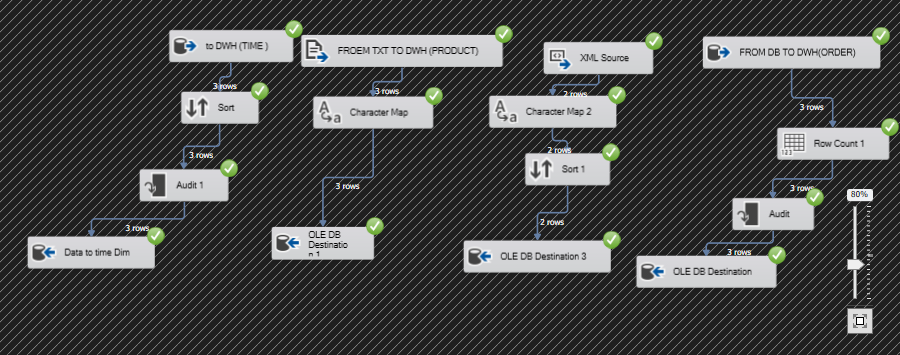 to DWH (TIME )
3 rows
Sort
3 rows
Audit 1
3 rows
Data to time Dim
FROEM TXT TO DWH (PRODUCT)
3 rows
Character Map
3 rows
OLE DB
Destinatio
n 1
XML Source
2 rows
Character Map 2
2 rows
Sort 1
2 rows
OLE DB Destination 3
FROM DB TO DWH(ORDER)
3 rows
Row Count 1
3 rows
Audit
3 rows
OLE DB Destination
80%